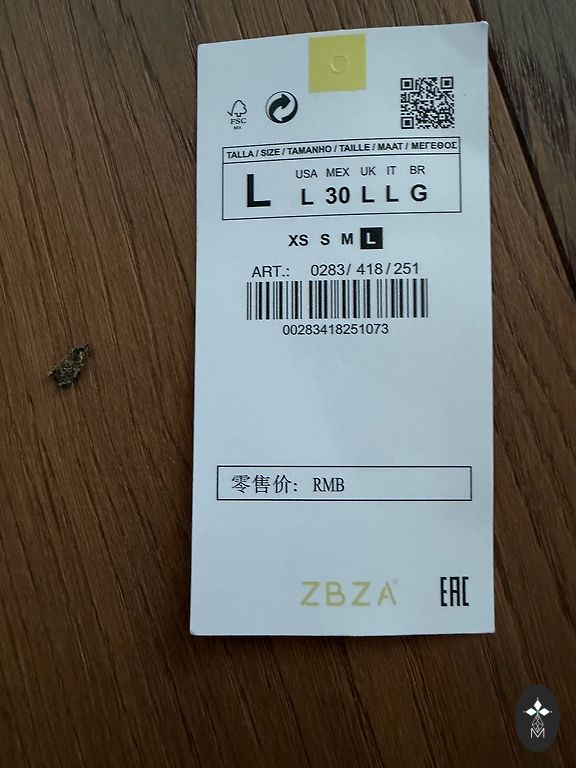 FSC
MIX
TALLA / SIZE / TAMANHO / TAILLE / MAAT / ΜΕΓΕΘΟΣ
USA MEX UK IT BR
L L 30 L L G
XS S M L
ART.: 0283/ 418 / 251
00283418251073
零售价: RMB
ZBZA®
EAC
M